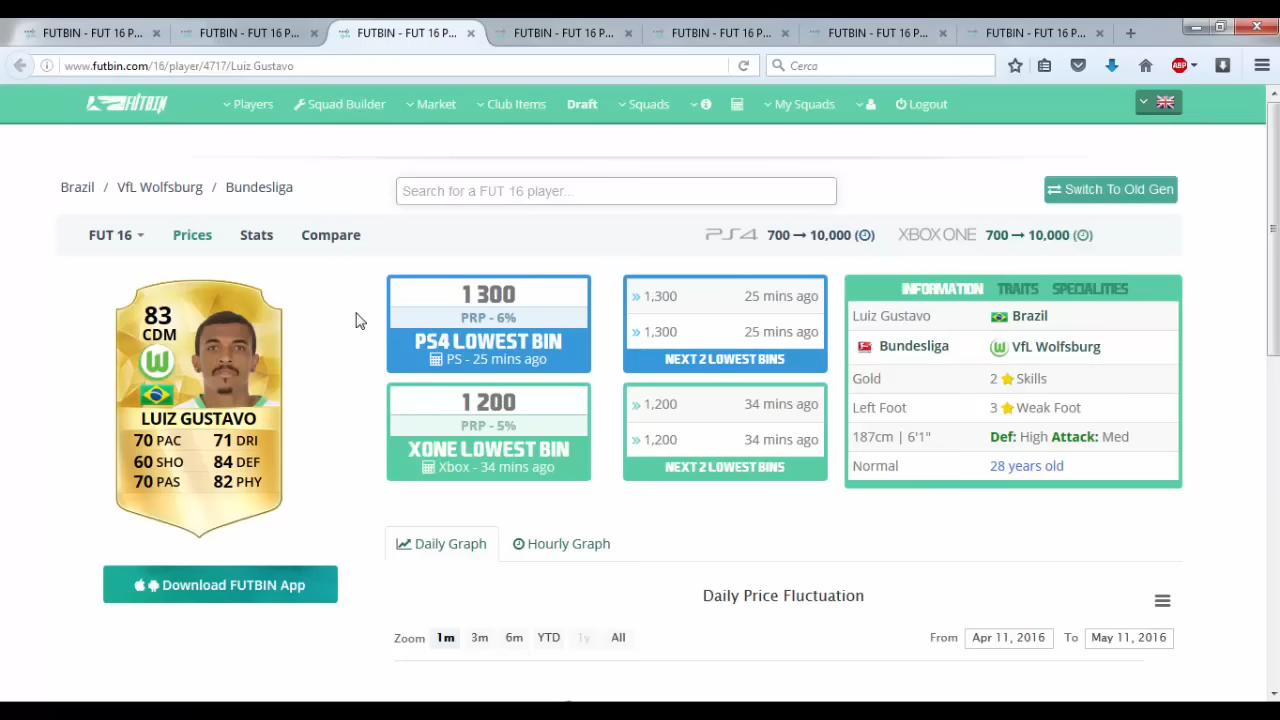 FUTBIN - FUT 16 P... FUTBIN - FUT 16 P... FUTBIN - FUT 16 P... FUTBIN - FUT 16 P... FUTBIN - FUT 16 P... FUTBIN - FUT 16 P... FUTBIN - FUT 16 P...
www.futbin.com/16/player/4717/Luiz Gustavo
Cerca
ABP
FUTBIN Players Squad Builder Market Club Items Draft Squads My Squads Logout
Brazil / VfL Wolfsburg / Bundesliga
Search for a FUT 16 player...
Switch To Old Gen
FUT 16 Prices Stats Compare
PS4 700 → 10,000
XBOX ONE 700 → 10,000
83
CDM
LUIZ GUSTAVO
70 PAC 71 DRI
60 SHO 84 DEF
70 PAS 82 PHY
Download FUTBIN App
1 300
PRP - 6%
PS4 LOWEST BIN
PS - 25 mins ago
» 1,300 25 mins ago
» 1,300 25 mins ago
NEXT 2 LOWEST BINS
1 200
PRP - 5%
XONE LOWEST BIN
Xbox - 34 mins ago
» 1,200 34 mins ago
» 1,200 34 mins ago
NEXT 2 LOWEST BINS
INFORMATION TRAITS SPECIALITIES
Luiz Gustavo Brazil
Bundesliga VfL Wolfsburg
Gold 2 Skills
Left Foot 3 Weak Foot
187cm | 6'1" Def: High Attack: Med
Normal 28 years old
Daily Graph Hourly Graph
Daily Price Fluctuation
Zoom 1m 3m 6m YTD 1y All
From Apr 11, 2016 To May 11, 2016